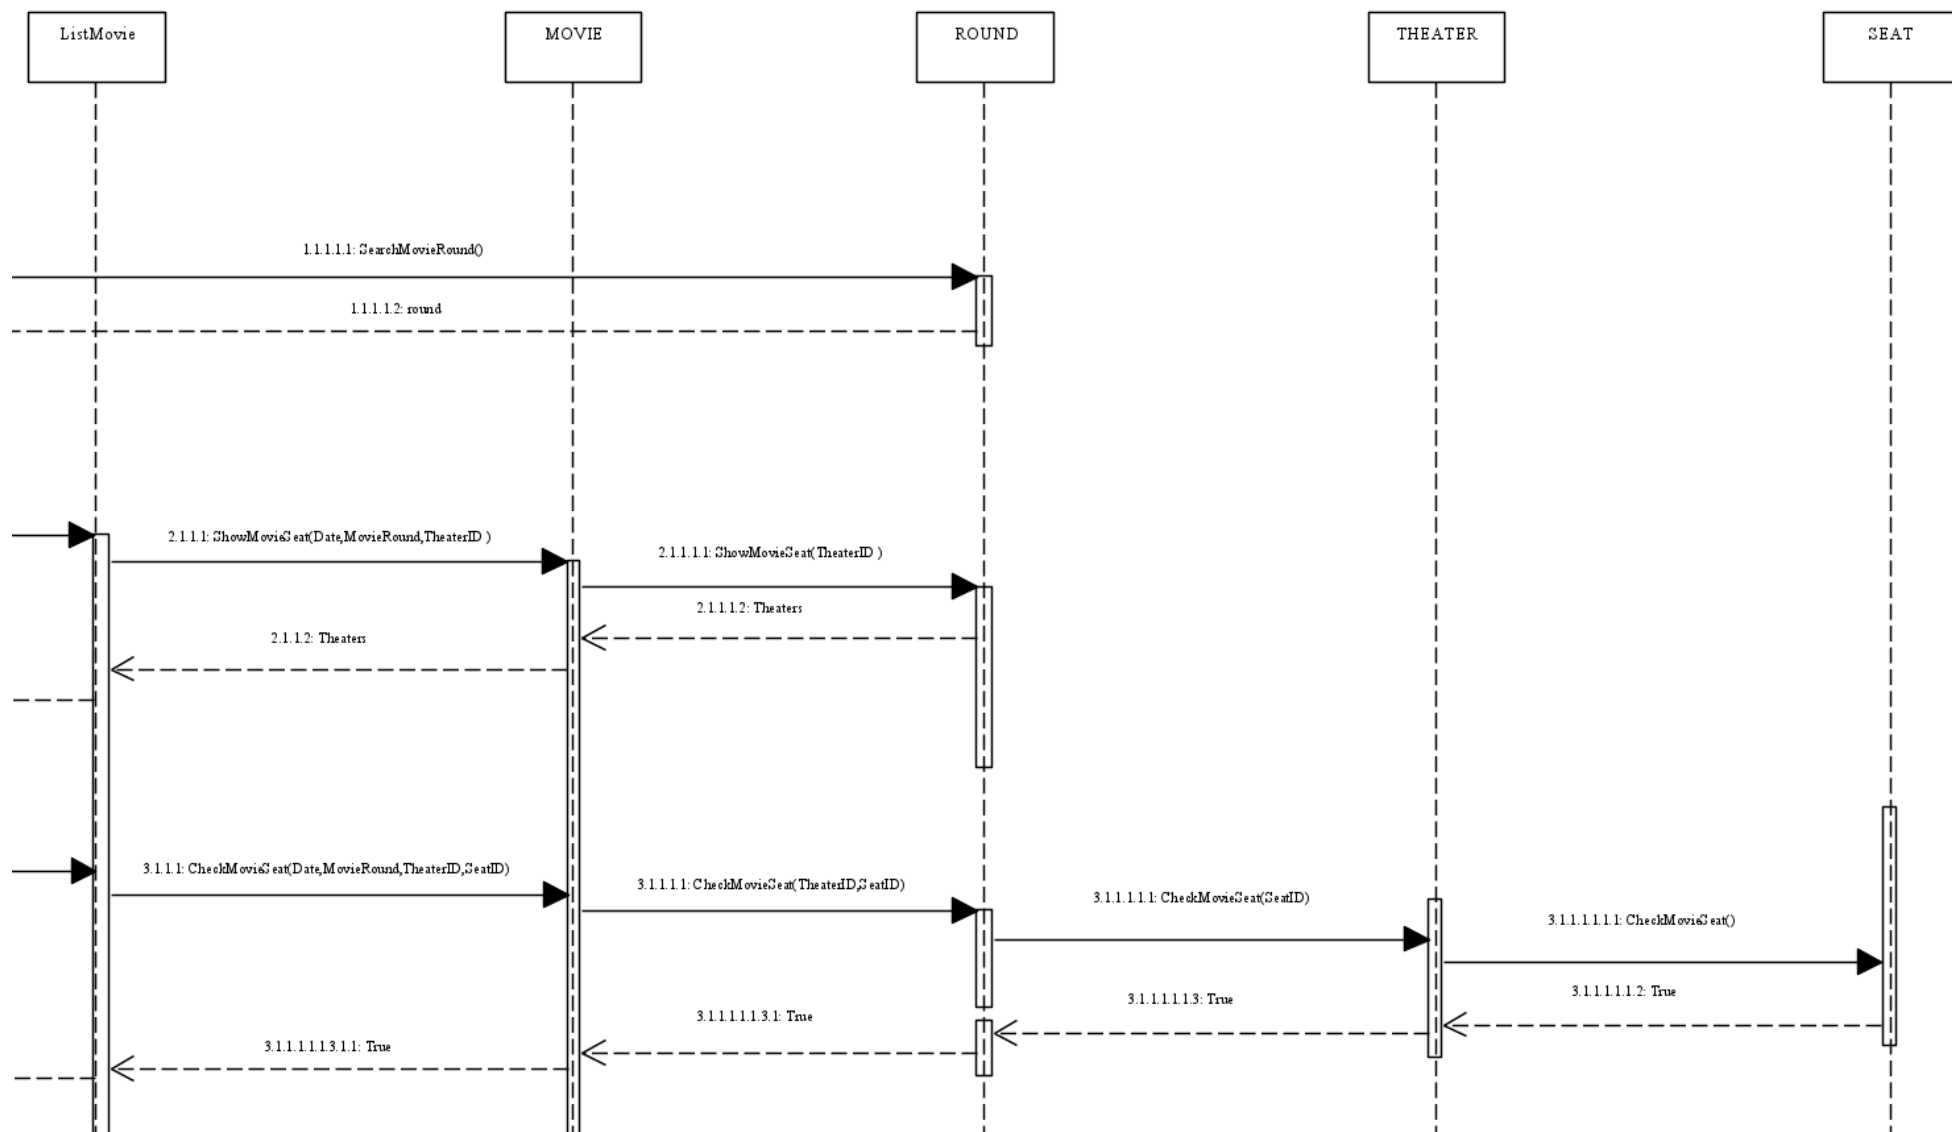 ListMovie
MOVIE
ROUND
THEATER
SEAT
1.1.1.1.1: SearchMovieRound()
1.1.1.1.2: round
2.1.1.1: ShowMovieSeat(Date,MovieRound,TheaterID )
2.1.1.1.1: ShowMovieSeat(TheaterID )
2.1.1.1.2: Theaters
2.1.1.2: Theaters
3.1.1.1: CheckMovieSeat(Date,MovieRound,TheaterID,SeatID)
3.1.1.1.1: CheckMovieSeat(TheaterID,SeatID)
3.1.1.1.1.1: CheckMovieSeat(SeatID)
3.1.1.1.1.1.1: CheckMovieSeat()
3.1.1.1.1.1.2: True
3.1.1.1.1.1.3: True
3.1.1.1.1.1.3.1: True
3.1.1.1.1.1.3.1.1: True